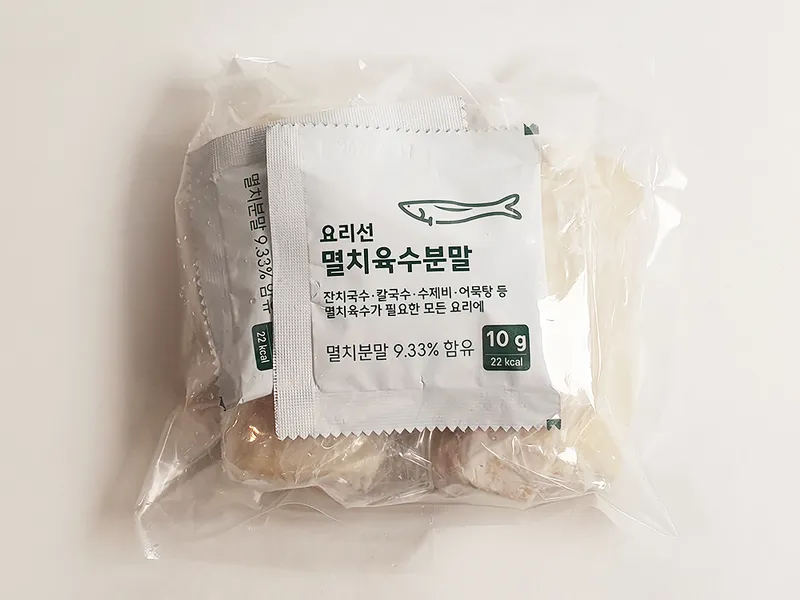 요리선
멸치육수분말
잔치국수·칼국수·수제비·어묵탕 등
멸치육수가 필요한 모든 요리에
멸치분말 9.33% 함유
10 g
22 kcal
멸치분말 9.33% 함유
22 kcal